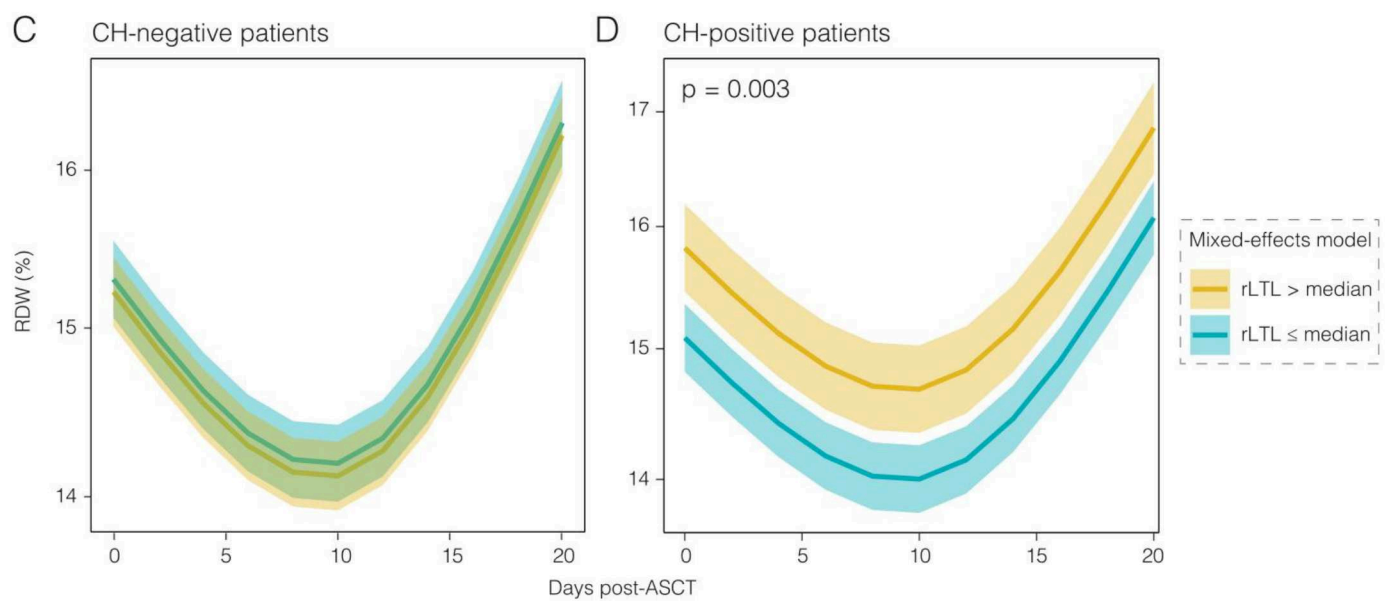 C CH-negative patients
D CH-positive patients
16
15
14
RDW (%)
0 5 10 15 20
p = 0.003
17
16
15
14
0 5 10 15 20
Days post-ASCT
Mixed-effects model
rLTL > median
rLTL ≤ median